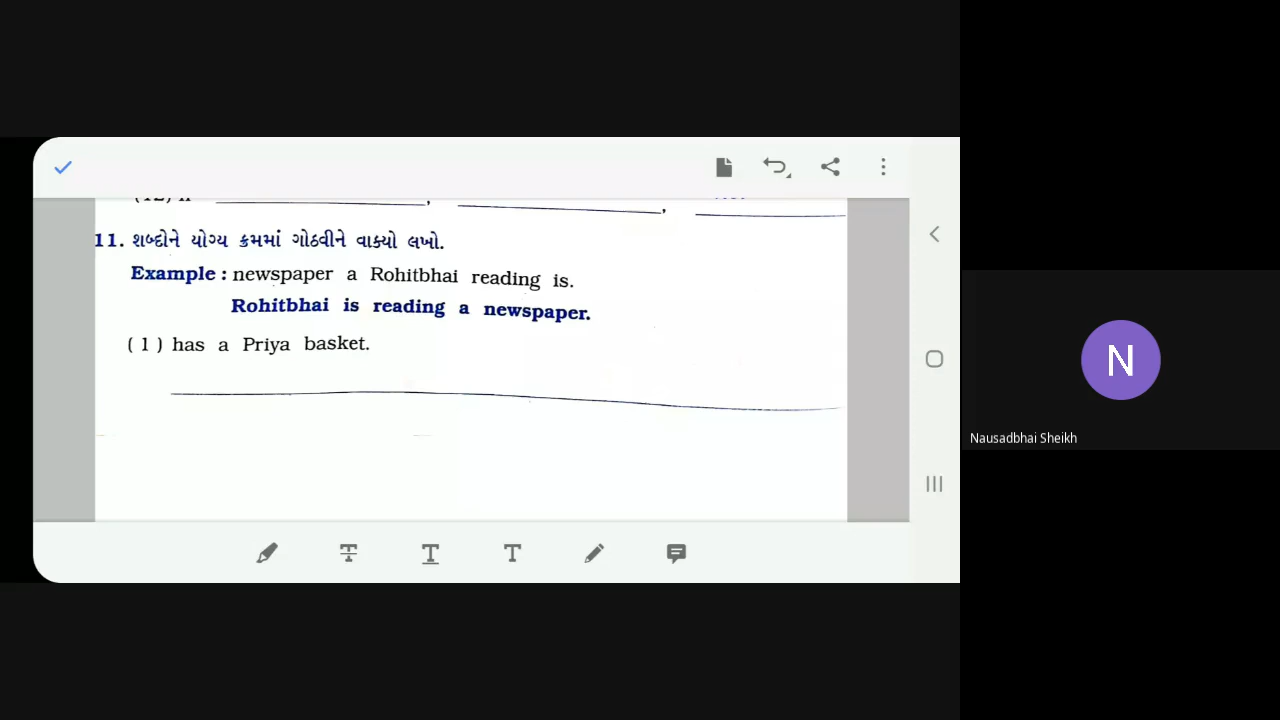 11. શબ્દોને યોગ્ય ક્રમમાં ગોઠવીને વાક્યો લખો.
Example : newspaper a Rohitbhai reading is.
Rohitbhai is reading a newspaper.
( 1 ) has a Priya basket.
N
Nausadbhai Sheikh